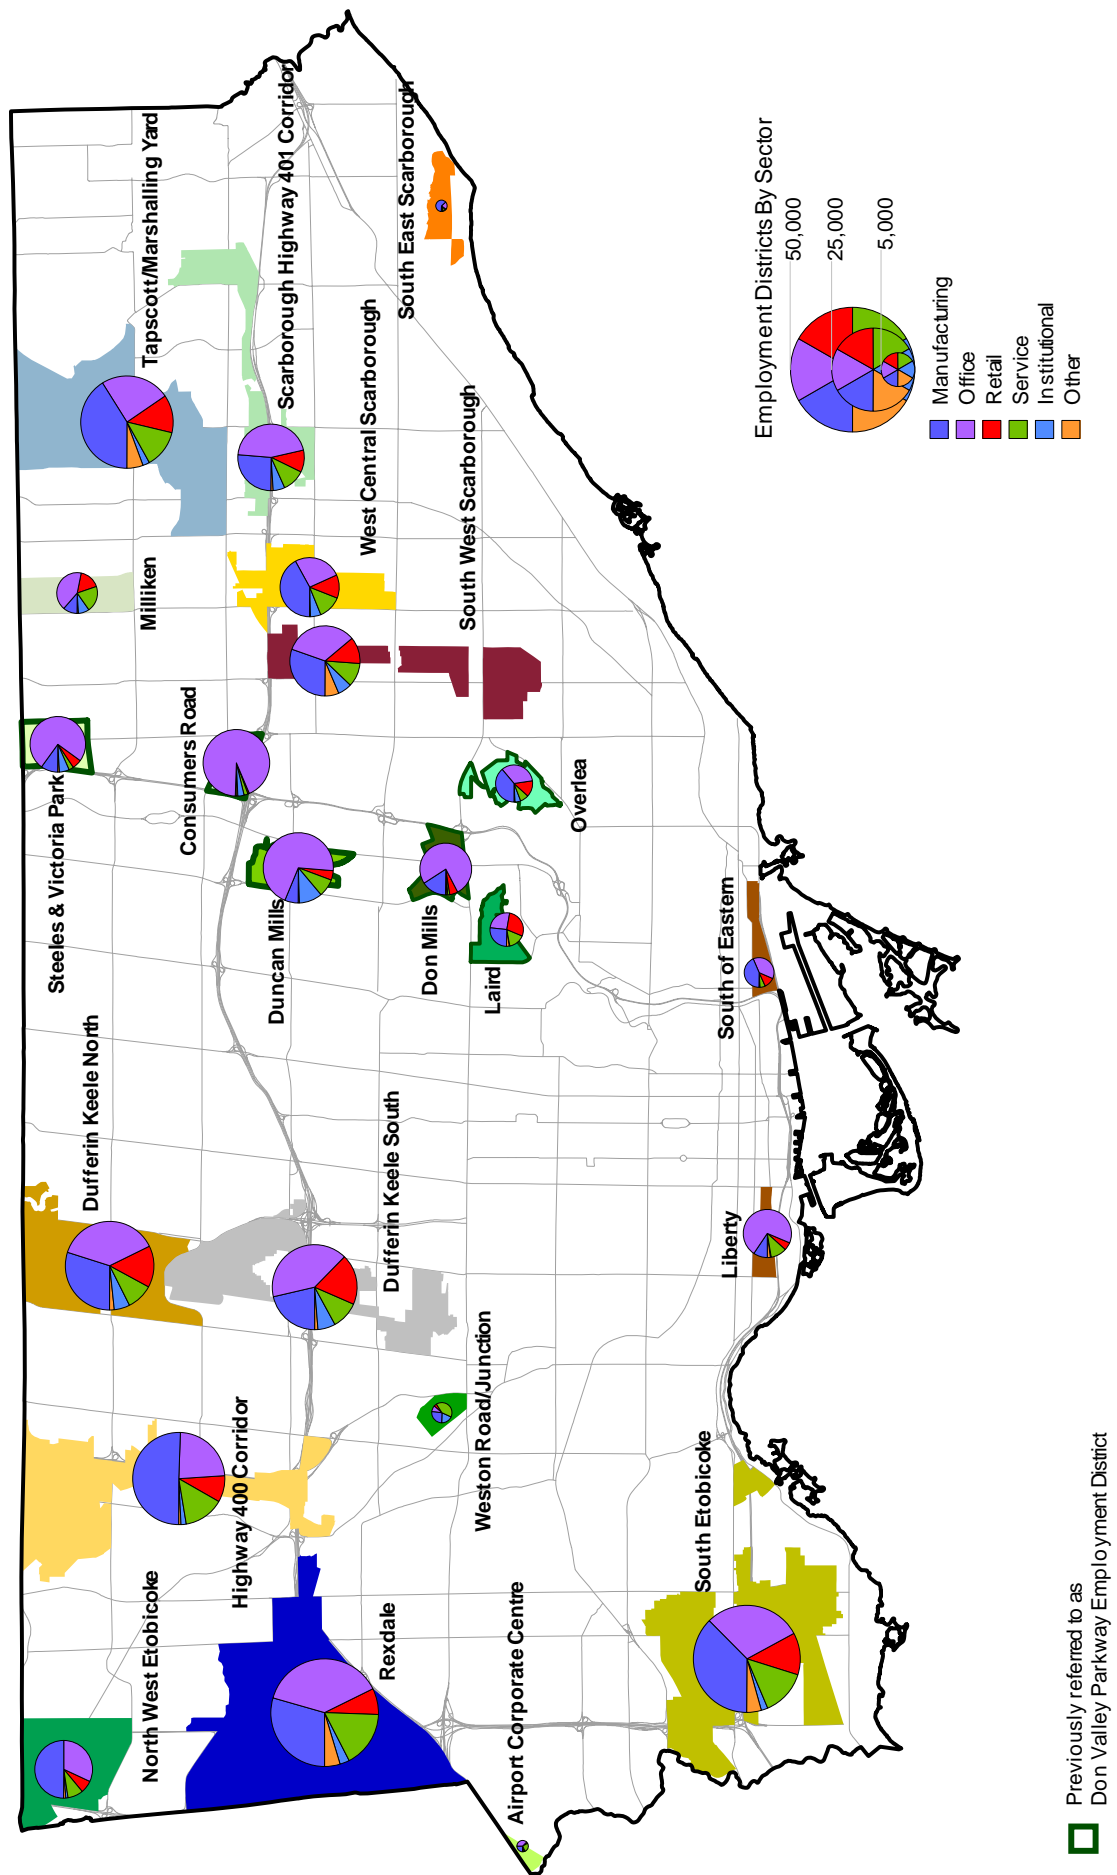 Steeles & Victoria Park
Consumers Road
Milliken
Tapscott/Marshalling Yard
Scarborough Highway 401 Corridor
West Central Scarborough
South West Scarborough
South East Scarborough
Dufferin Keele North
Duncan Mills
Don Mills
Laird
Overlea
North West Etobicoke
Highway 400 Corridor
Rexdale
Dufferin Keele South
Weston Road/Junction
Airport Corporate Centre
South Etobicoke
Liberty
South of Eastern
Employment Districts By Sector
50,000
25,000
5,000
Manufacturing
Office
Retail
Service
Institutional
Other
Previously referred to as
Don Valley Parkway Employment District